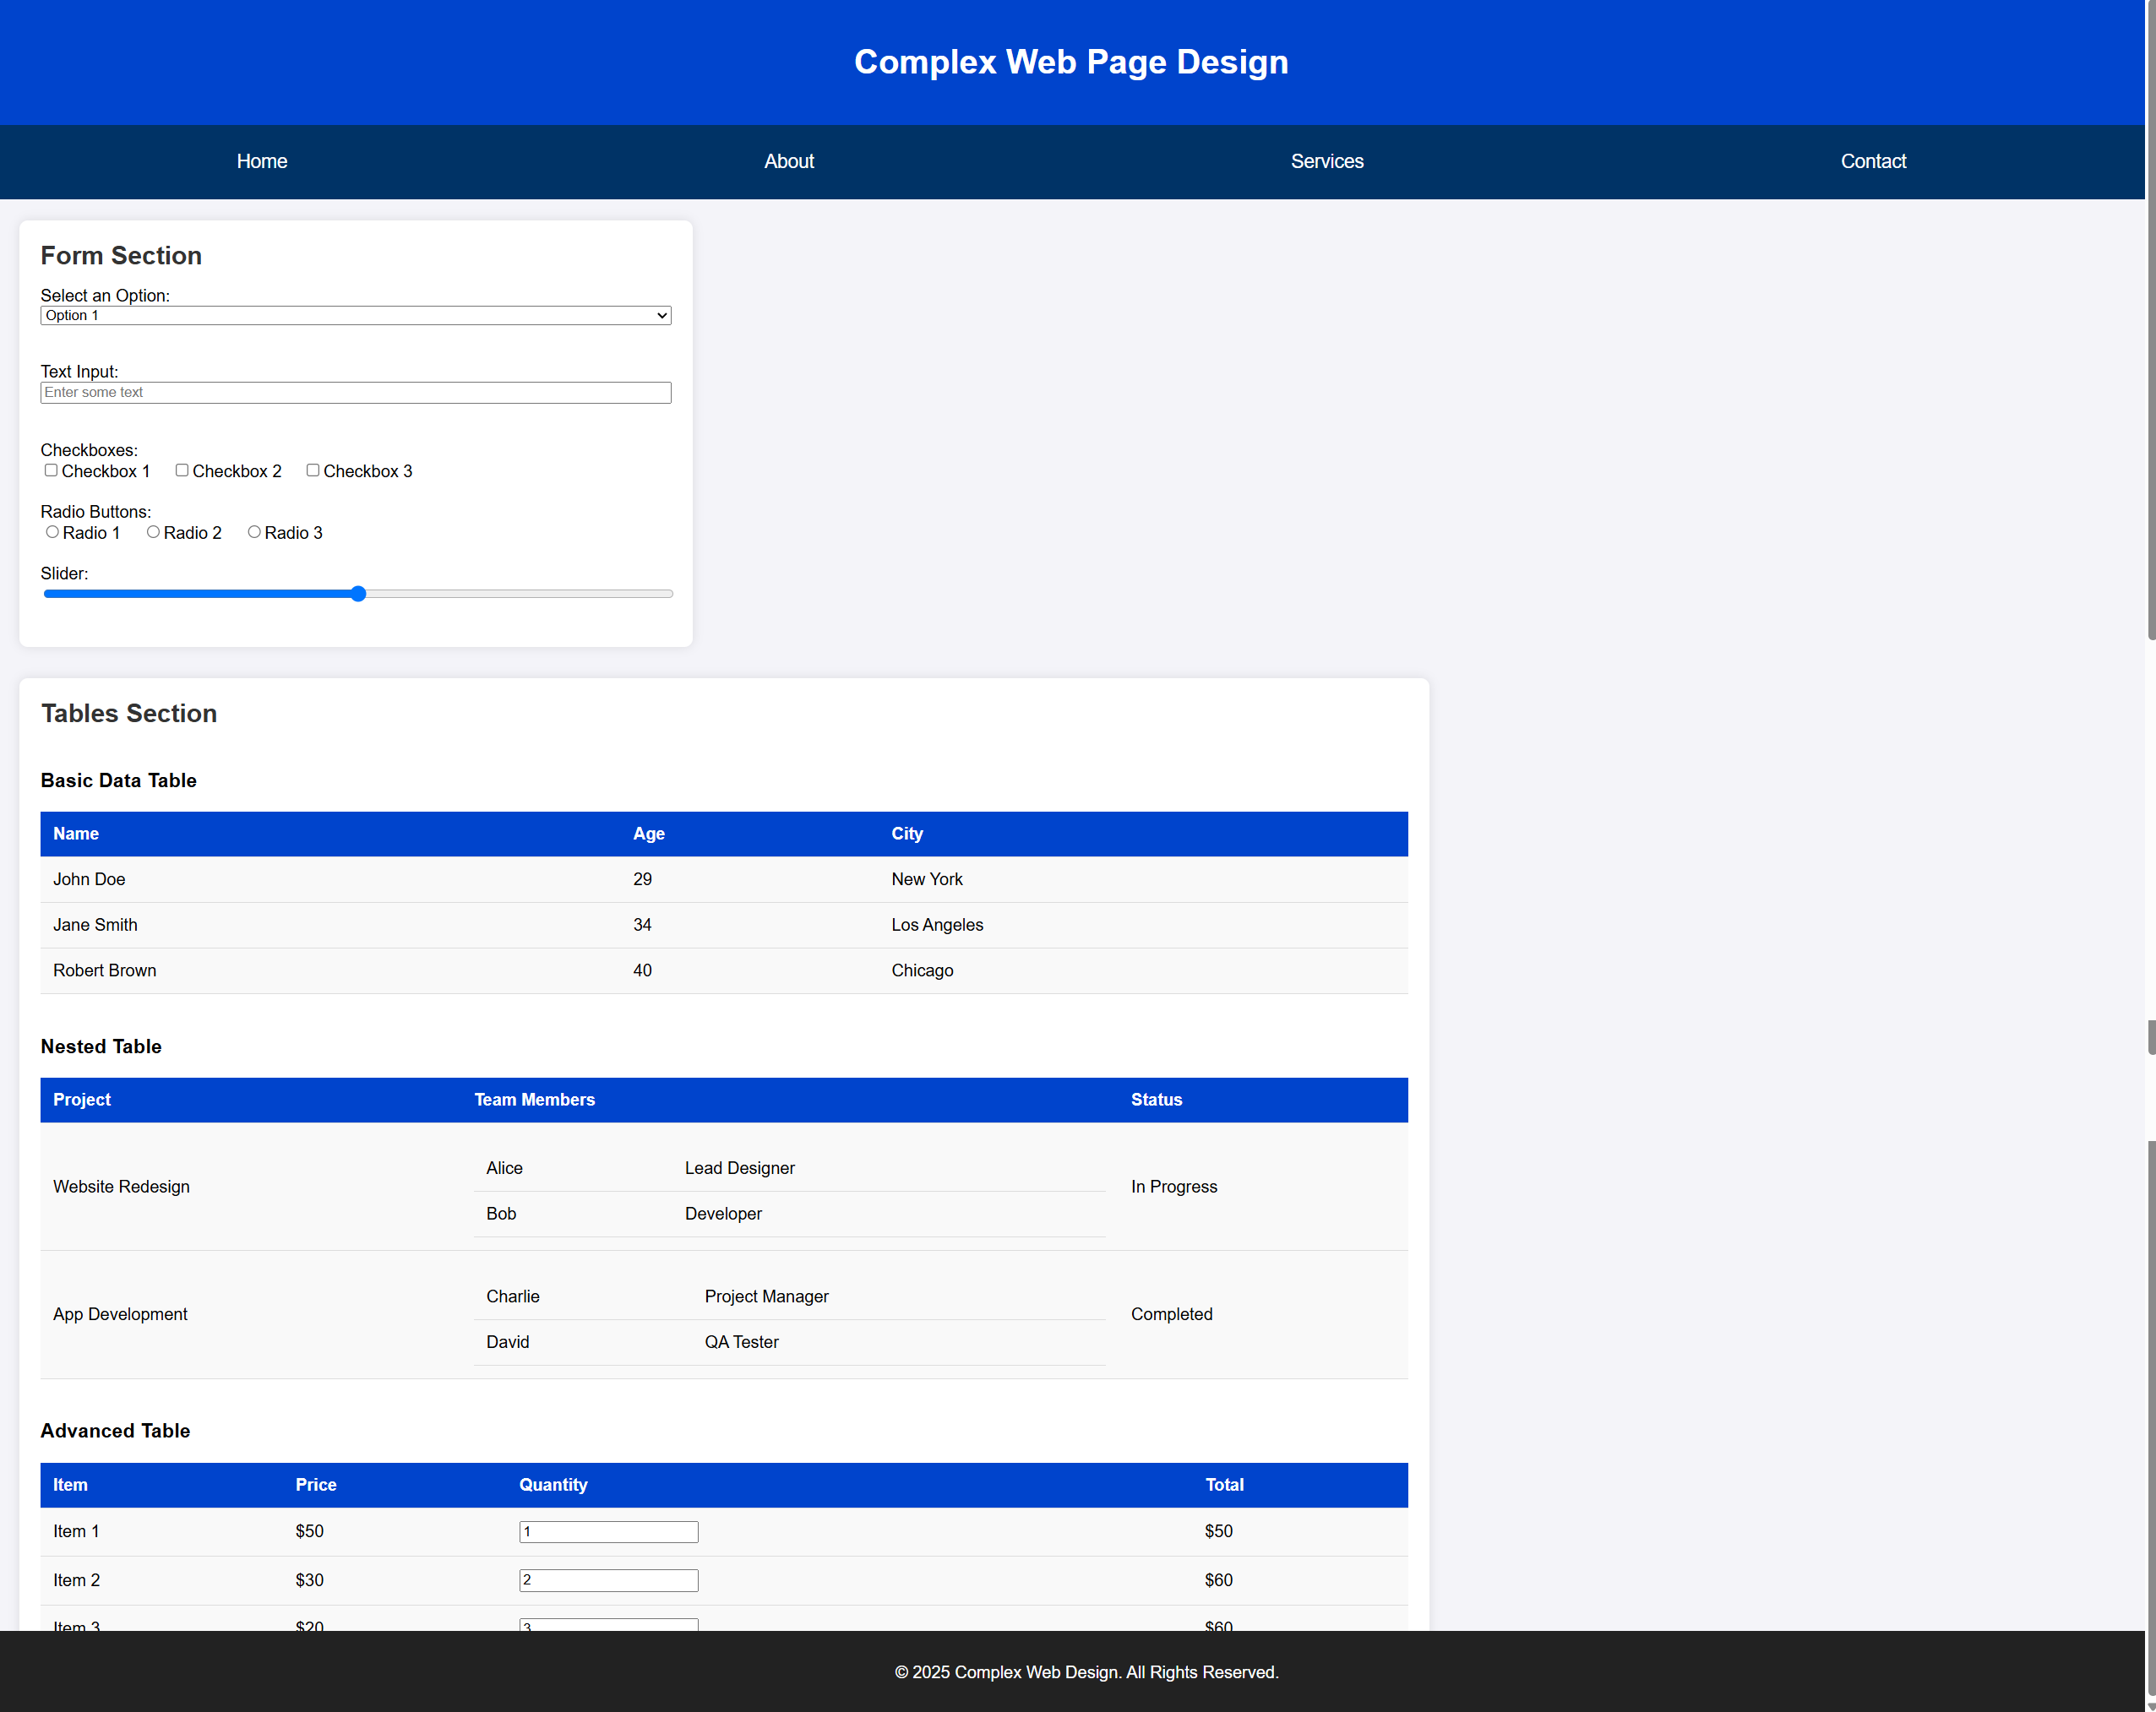 Complex Web Page Design
Home About Services Contact
Form Section
Select an Option:
Option 1
Text Input:
Enter some text
Checkboxes:
Checkbox 1 Checkbox 2 Checkbox 3
Radio Buttons:
Radio 1 Radio 2 Radio 3
Slider:
Tables Section
Basic Data Table
Name Age City
John Doe 29 New York
Jane Smith 34 Los Angeles
Robert Brown 40 Chicago
Nested Table
Project Team Members Status
Website Redesign
Alice Lead Designer
Bob Developer
In Progress
App Development
Charlie Project Manager
David QA Tester
Completed
Advanced Table
Item Price Quantity Total
Item 1 $50 1 $50
Item 2 $30 2 $60
Item 3 $20 3 $60
© 2025 Complex Web Design. All Rights Reserved.